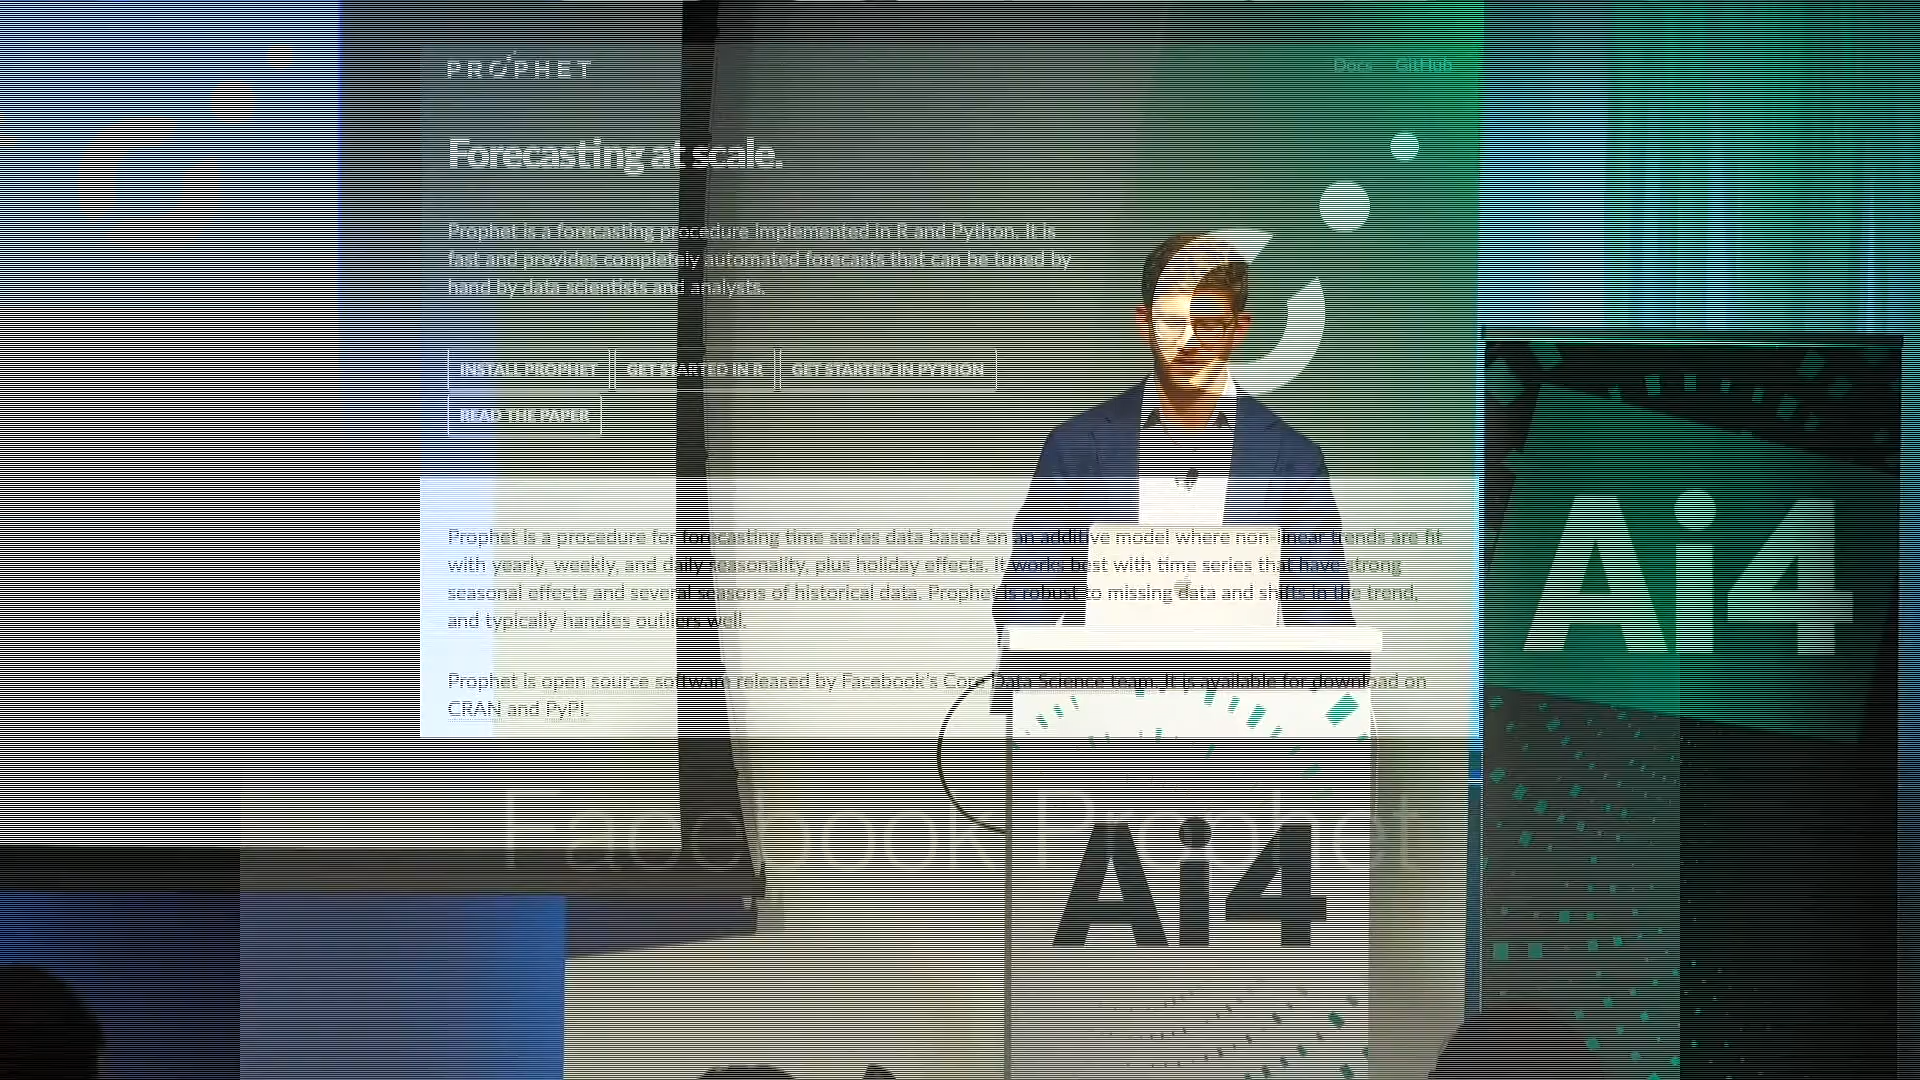 PROPHET
Docs GitHub
Forecasting at scale.
Prophet is a forecasting procedure implemented in R and Python. It is
fast and provides completely automated forecasts that can be tuned by
hand by data scientists and analysts.
INSTALL PROPHET GET STARTED IN R GET STARTED IN PYTHON
READ THE PAPER
Prophet is a procedure for forecasting time series data based on an additive model where non-linear trends are fit
with yearly, weekly, and daily seasonality, plus holiday effects. It works best with time series that have strong
seasonal effects and several seasons of historical data. Prophet is robust to missing data and shifts in the trend,
and typically handles outliers well.
Prophet is open source software released by Facebook's Core Data Science team. It is available for download on
CRAN and PyPI.
Ai4
Facebook Prophet
Ai4